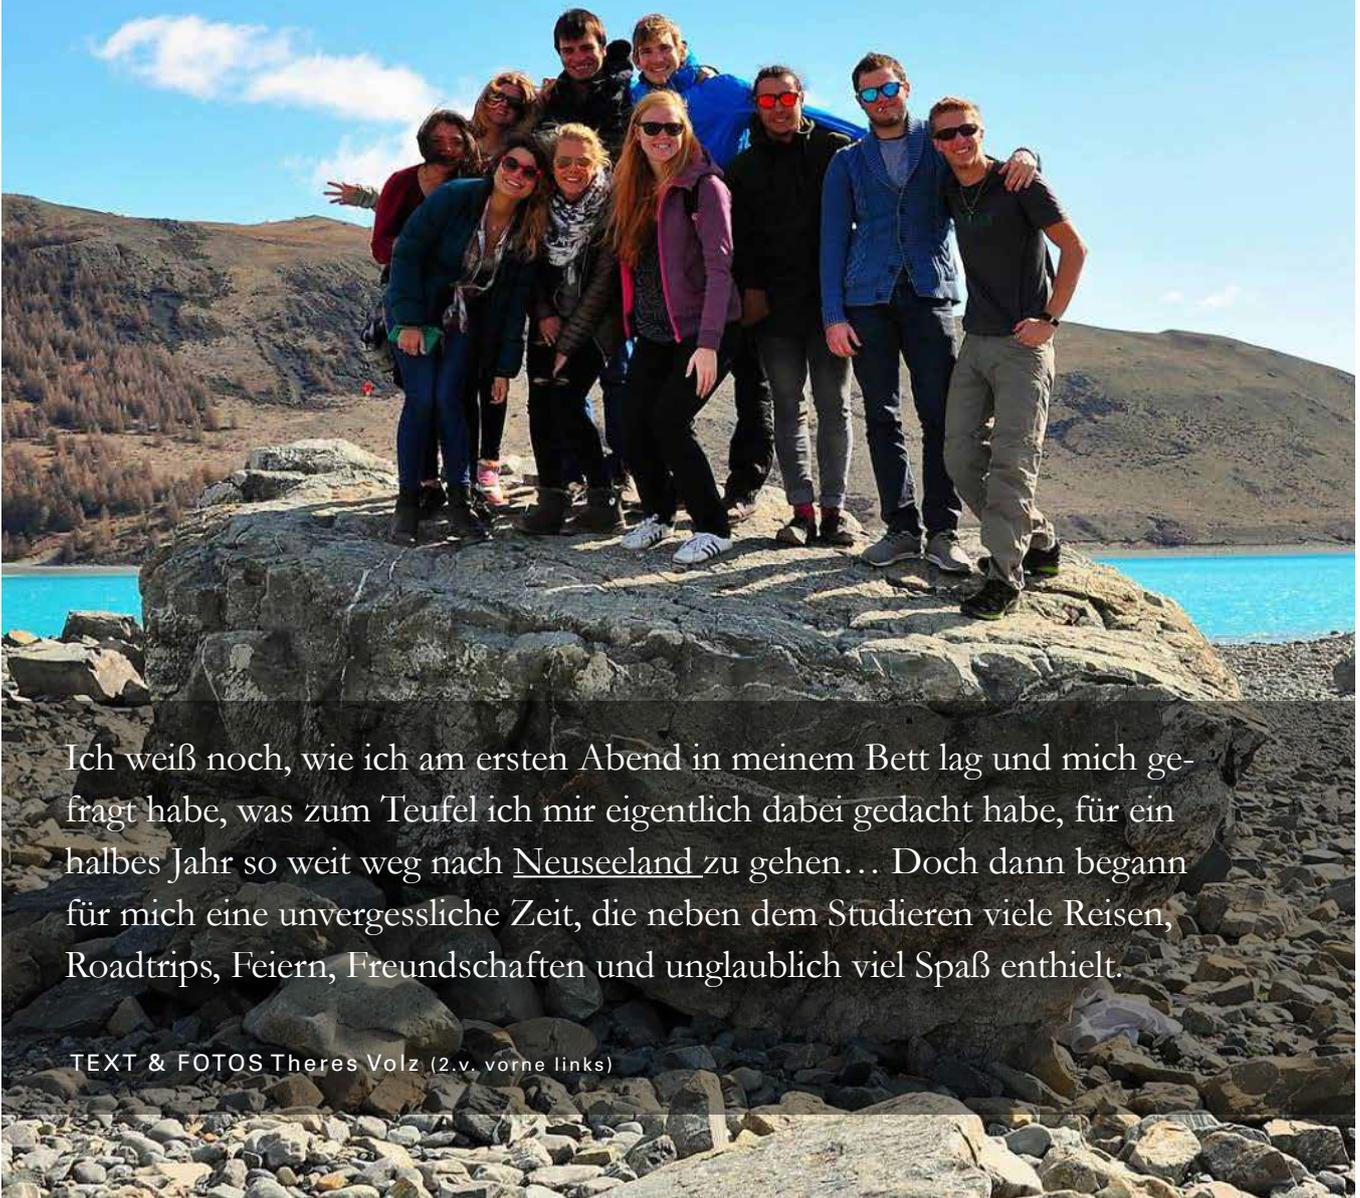 Ich weiß noch, wie ich am ersten Abend in meinem Bett lag und mich ge-
fragt habe, was zum Teufel ich mir eigentlich dabei gedacht habe, für ein
halbes Jahr so weit weg nach Neuseeland zu gehen… Doch dann begann
für mich eine unvergessliche Zeit, die neben dem Studieren viele Reisen,
Roadtrips, Feiern, Freundschaften und unglaublich viel Spaß enthielt.
TEXT & FOTOS Theres Volz (2.v. vorne links)